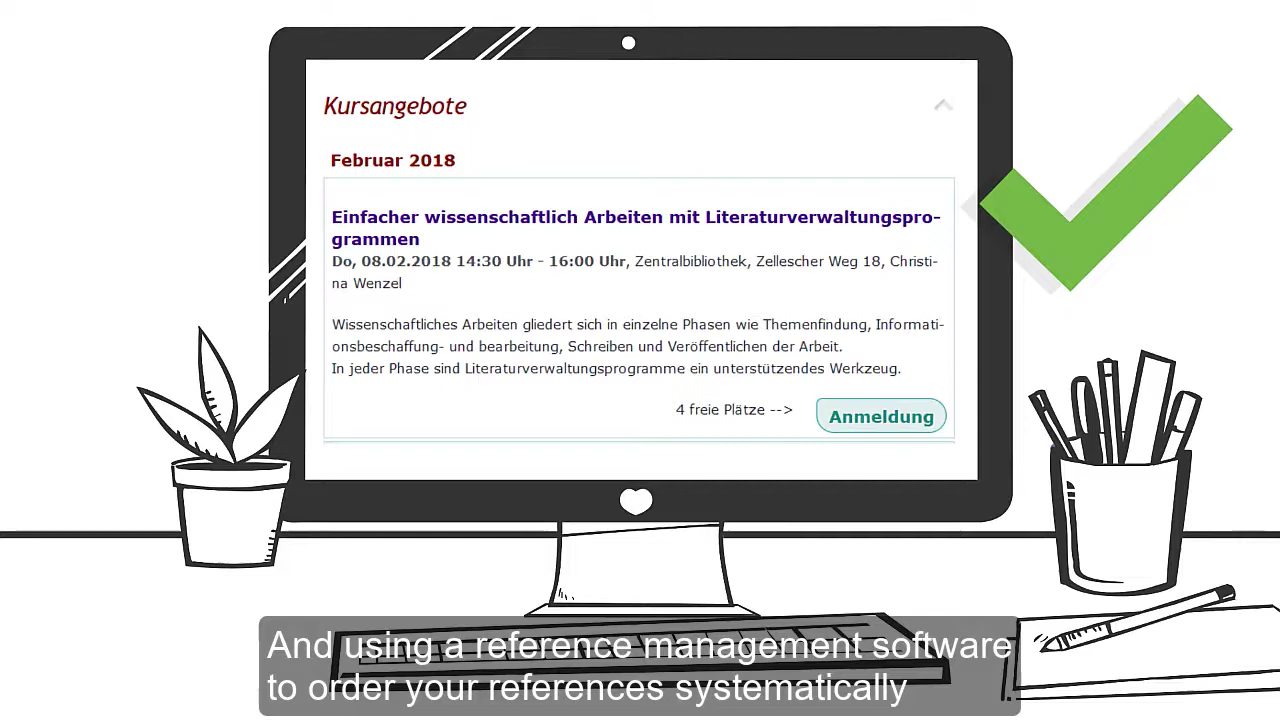 Kursangebote
Februar 2018
Einfacher wissenschaftlich Arbeiten mit Literaturverwaltungspro-
grammen
Do, 08.02.2018 14:30 Uhr - 16:00 Uhr, Zentralbibliothek, Zellescher Weg 18, Christi-
na Wenzel
Wissenschaftliches Arbeiten gliedert sich in einzelne Phasen wie Themenfindung, Informati-
onsbeschaffung- und bearbeitung, Schreiben und Veröffentlichen der Arbeit.
In jeder Phase sind Literaturverwaltungsprogramme ein unterstützendes Werkzeug.
4 freie Plätze -->
Anmeldung
And using a reference management software
to order your references systematically